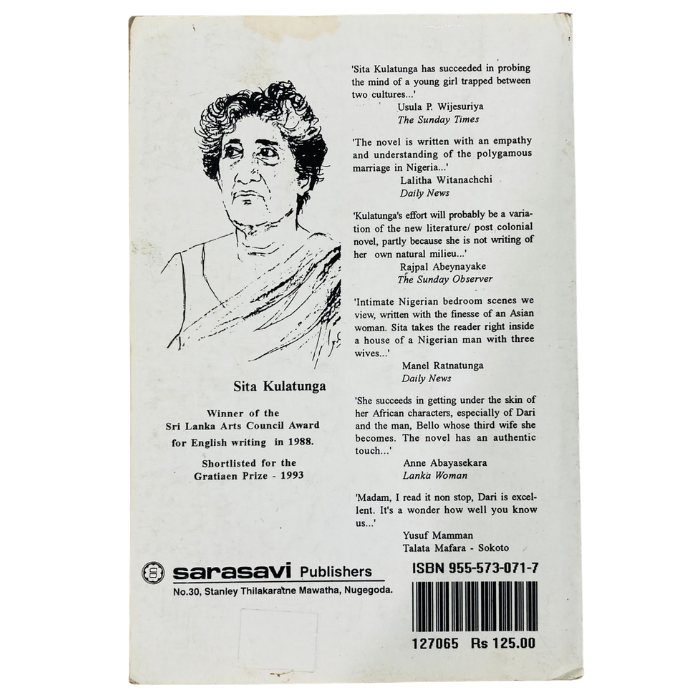 'Sita Kulatunga has succeeded in probing
the mind of a young girl trapped between
two cultures...'
Usula P. Wijesuriya
The Sunday Times
'The novel is written with an empathy
and understanding of the polygamous
marriage in Nigeria...'
Lalitha Witanachchi
Daily News
'Kulatunga's effort will probably be a varia-
tion of the new literature/ post colonial
novel, partly because she is not writing of
her own natural milieu...'
Rajpal Abeynayake
The Sunday Observer
'Intimate Nigerian bedroom scenes we
view, written with the finesse of an Asian
woman. Sita takes the reader right inside
a house of a Nigerian man with three
wives...'
Manel Ratnatunga
Daily News
'She succeeds in getting under the skin of
her African characters, especially of Dari
and the man, Bello whose third wife she
becomes. The novel has an authentic
touch...'
Anne Abayasekara
Lanka Woman
'Madam, I read it non stop, Dari is excel-
lent. It's a wonder how well you know
us...'
Yusuf Mamman
Talata Mafara - Sokoto
Sita Kulatunga
Winner of the
Sri Lanka Arts Council Award
for English writing in 1988.
Shortlisted for the
Gratiaen Prize - 1993
sarasavi Publishers
No.30, Stanley Thilakaratne Mawatha, Nugegoda.
ISBN 955-573-071-7
127065 Rs 125.00